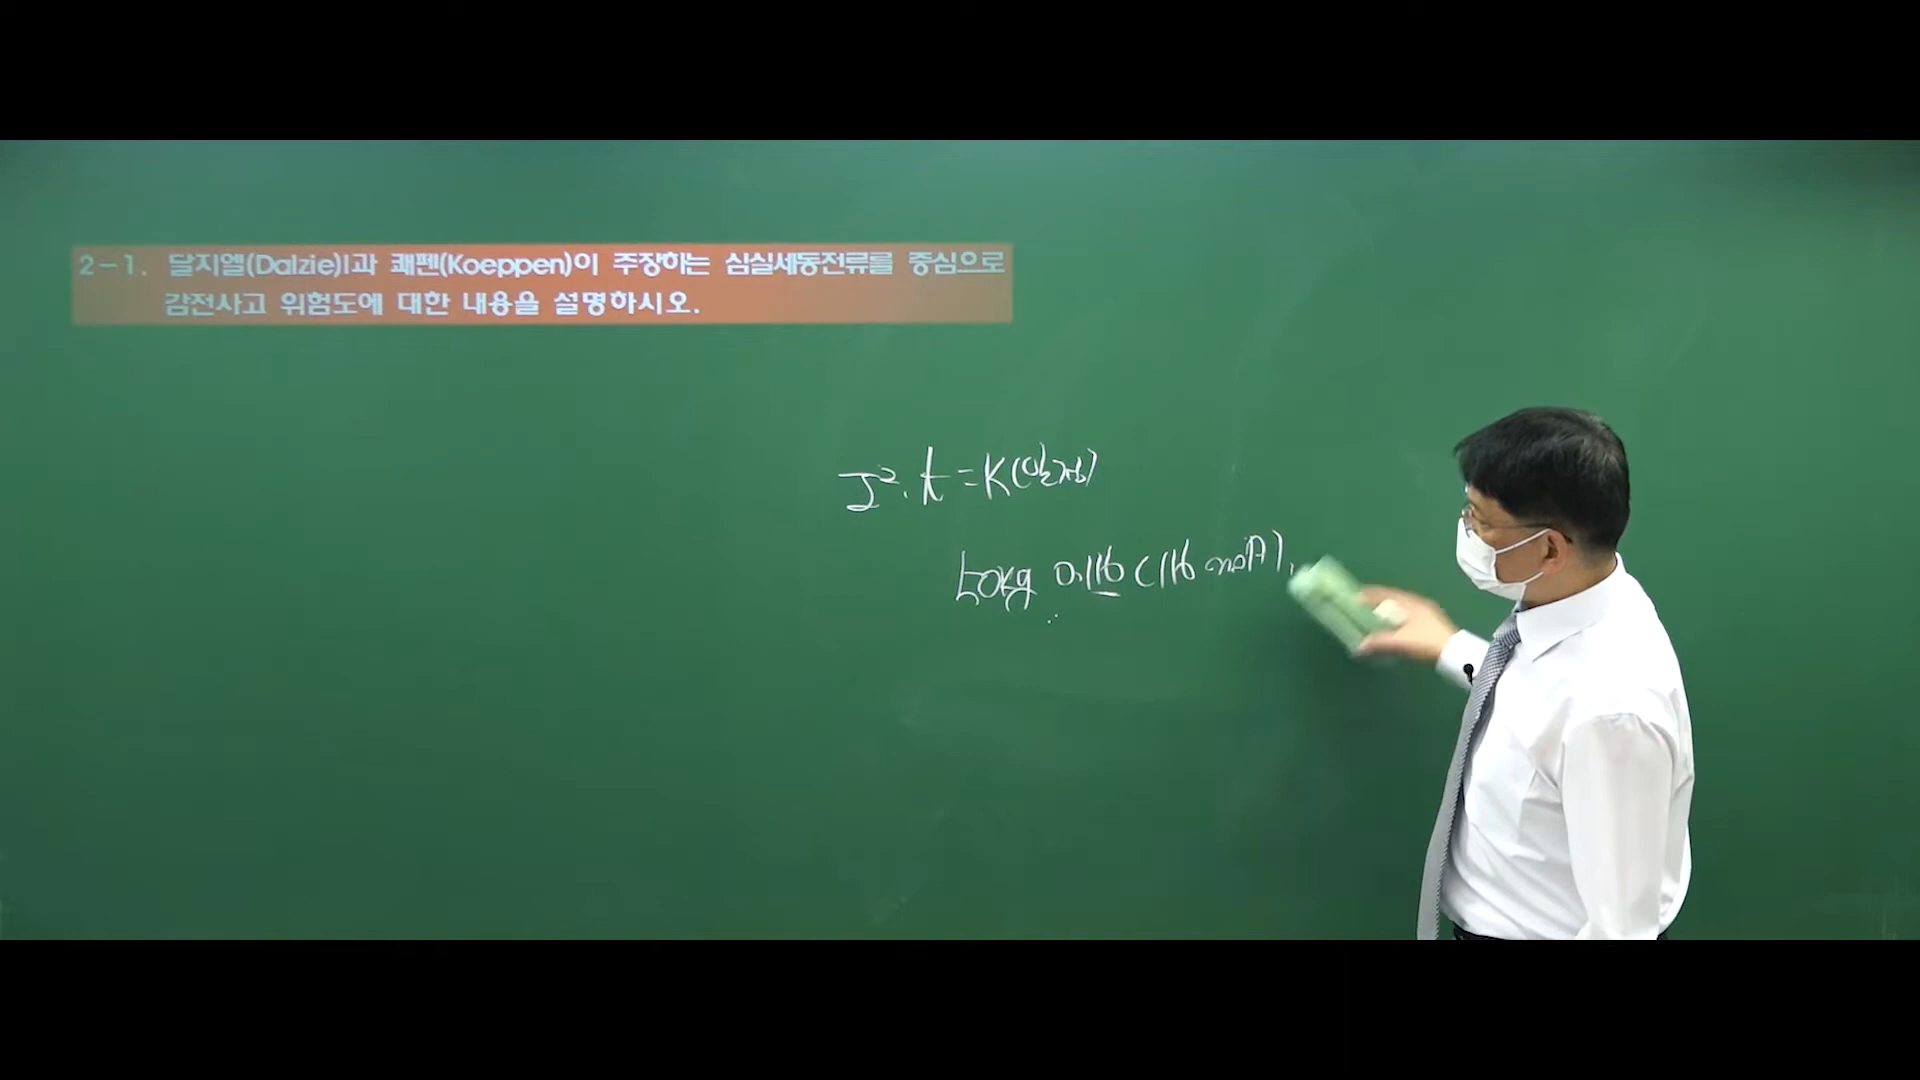 2-1. 달지엘(Dalzie)l과 쾌펜(Koeppen)이 주장하는 심실세동전류를 중심으로
감전사고 위험도에 대한 내용을 설명하시오.
I². t = K(일정)
50kg 0.116 (116 mA)